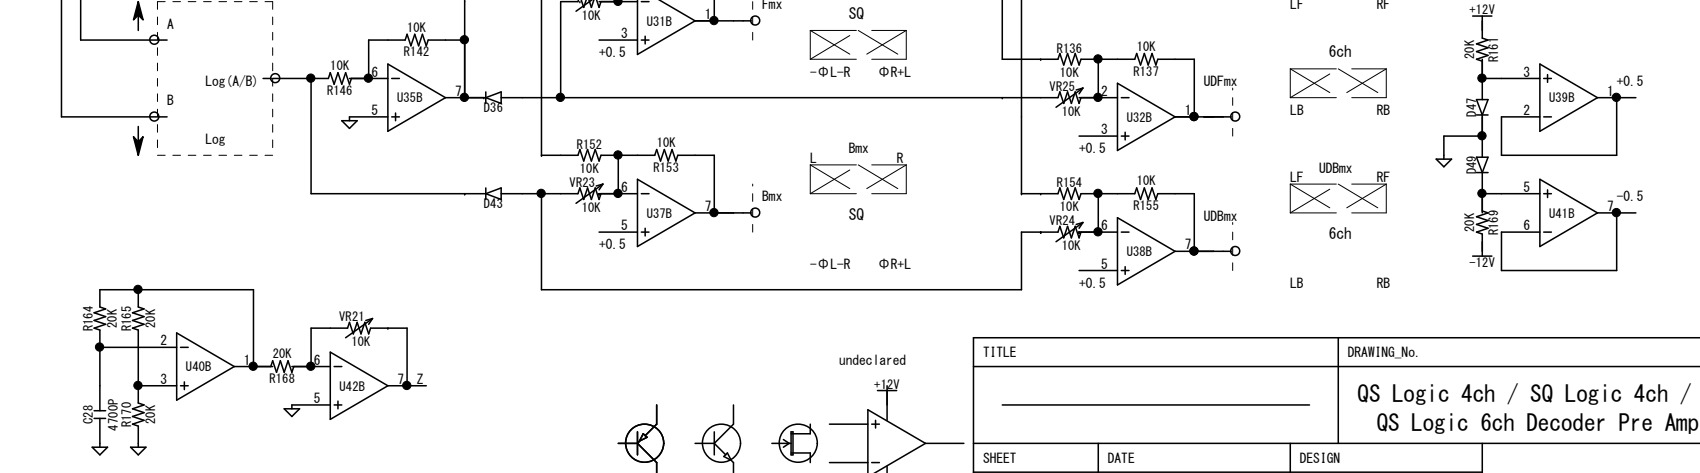 Fmx
10K
U31B
1
3
+0.5
SQ
-ΦL-R ΦR+L
LF RF
6ch
LB RB
+12V
20K
R161
3
2
U39B
1
+0.5
D47
D49
5
6
U41B
7
-0.5
20K
R169
-12V
A
B
Log(A/B)
Log
10K
R142
10K
R146
6
5
U35B
7
D36
D43
R136
10K
VR25
10K
10K
R137
2
3
+0.5
U32B
1
UDFmx
R152
10K
VR23
10K
10K
R153
6
5
+0.5
U37B
7
Bmx
Bmx
L R
SQ
-ΦL-R ΦR+L
R154
10K
VR24
10K
10K
R155
6
5
+0.5
U38B
7
UDBmx
UDBmx
LF RF
6ch
LB RB
R164
20K
R165
20K
2
3
U40B
1
C28
4700P
R170
20K
20K
R168
VR21
10K
6
5
U42B
7
Z
undeclared
+12V
TITLE
DRAWING_No.
QS Logic 4ch / SQ Logic 4ch /
QS Logic 6ch Decoder Pre Amp
SHEET
DATE
DESIGN